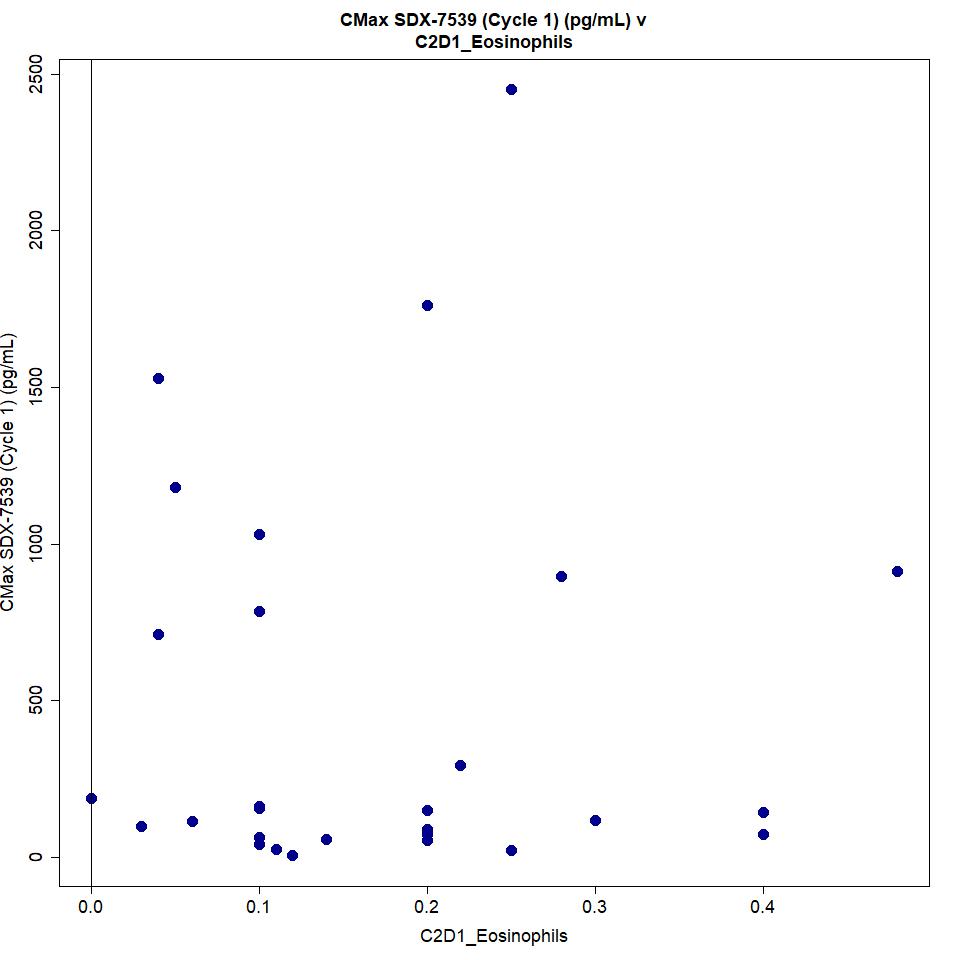 CMax SDX-7539 (Cycle 1) (pg/mL) v
C2D1_Eosinophils
2500
2000
1500
1000
500
0
CMax SDX-7539 (Cycle 1) (pg/mL)
0.0 0.1 0.2 0.3 0.4
C2D1_Eosinophils